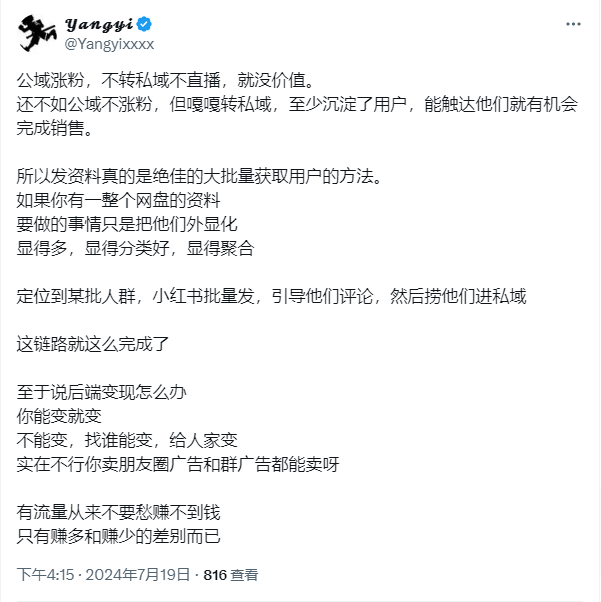 Yangyi
@Yangyixxxx
公域涨粉，不转私域不直播，就没价值。
还不如公域不涨粉，但嘎嘎转私域，至少沉淀了用户，能触达他们就有机会
完成销售。
所以发资料真的是绝佳的大批量获取用户的方法。
如果你有一整个网盘的资料
要做的事情只是把他们外显化
显得多，显得分类好，显得聚合
定位到某批人群，小红书批量发，引导他们评论，然后捞他们进私域
这链路就这么完成了
至于说后端变现怎么办
你能变就变
不能变，找谁能变，给人家变
实在不行你卖朋友圈广告和群广告都能卖呀
有流量从来不要愁赚不到钱
只有赚多和赚少的差别而已
下午4:15 · 2024年7月19日 · 816 查看